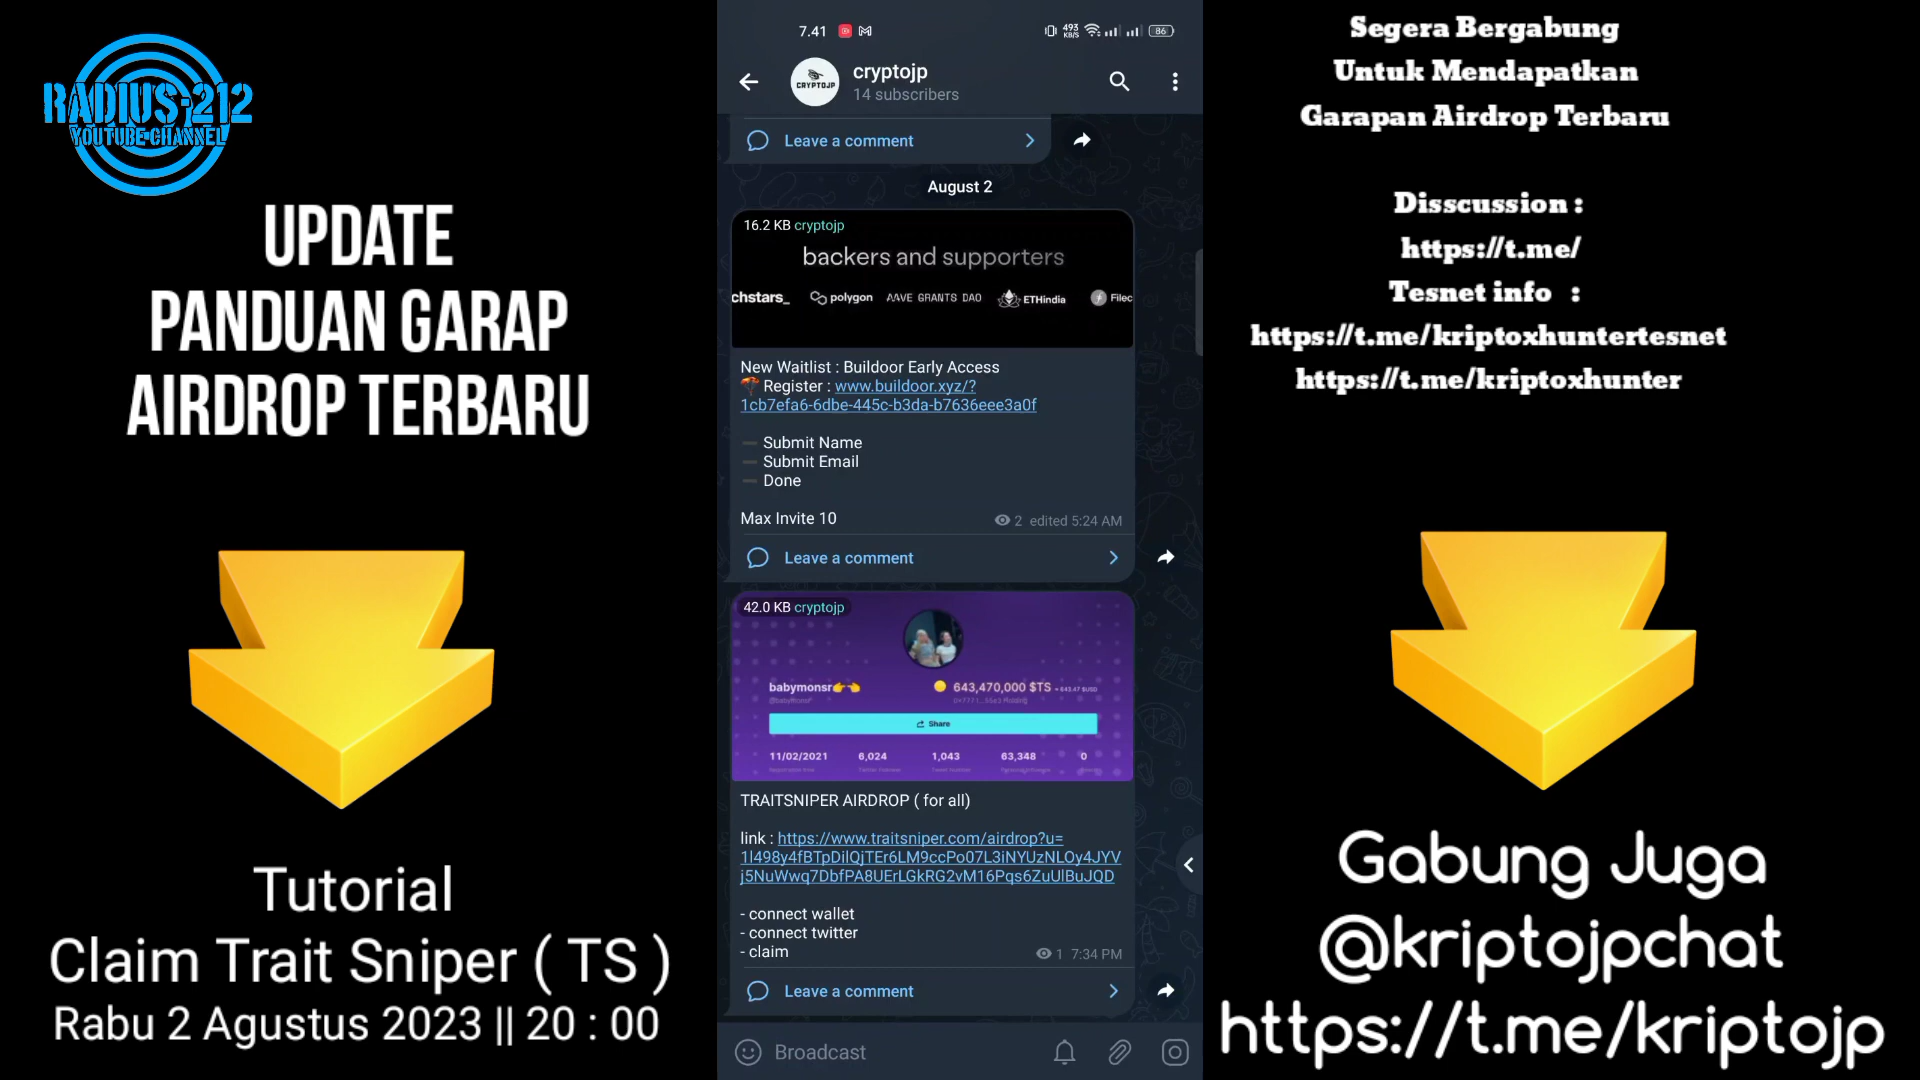 RADIUS-212
YOUTUBE CHANNEL
UPDATE
PANDUAN GARAP
AIRDROP TERBARU
Tutorial
Claim Trait Sniper ( TS )
Rabu 2 Agustus 2023 || 20 : 00
7.41
493
KB/S
86
cryptojp
14 subscribers
CRYPTOJP
Leave a comment
August 2
16.2 KB cryptojp
backers and supporters
chstars_ polygon AAVE GRANTS DAO ETHindia Filec
New Waitlist : Buildoor Early Access
Register : www.buildoor.xyz/?
1cb7efa6-6dbe-445c-b3da-b7636eee3a0f
Submit Name
Submit Email
Done
Max Invite 10
2 edited 5:24 AM
Leave a comment
42.0 KB cryptojp
babymonsr
643,470,000 $TS
Share
11/02/2021 6,024 1,043 63,348 0
TRAITSNIPER AIRDROP ( for all)
link : https://www.traitsniper.com/airdrop?u=
1l498y4fBTpDilQjTEr6LM9ccPo07L3iNYUzNLOy4JYV
j5NuWwq7DbfPA8UErLGkRG2vM16Pqs6ZuUlBuJQD
- connect wallet
- connect twitter
- claim
1 7:34 PM
Leave a comment
Broadcast
Segera Bergabung
Untuk Mendapatkan
Garapan Airdrop Terbaru
Disscussion :
https://t.me/
Tesnet info :
https://t.me/kriptoxhuntertesnet
https://t.me/kriptoxhunter
Gabung Juga
@kriptojpchat
https://t.me/kriptojp